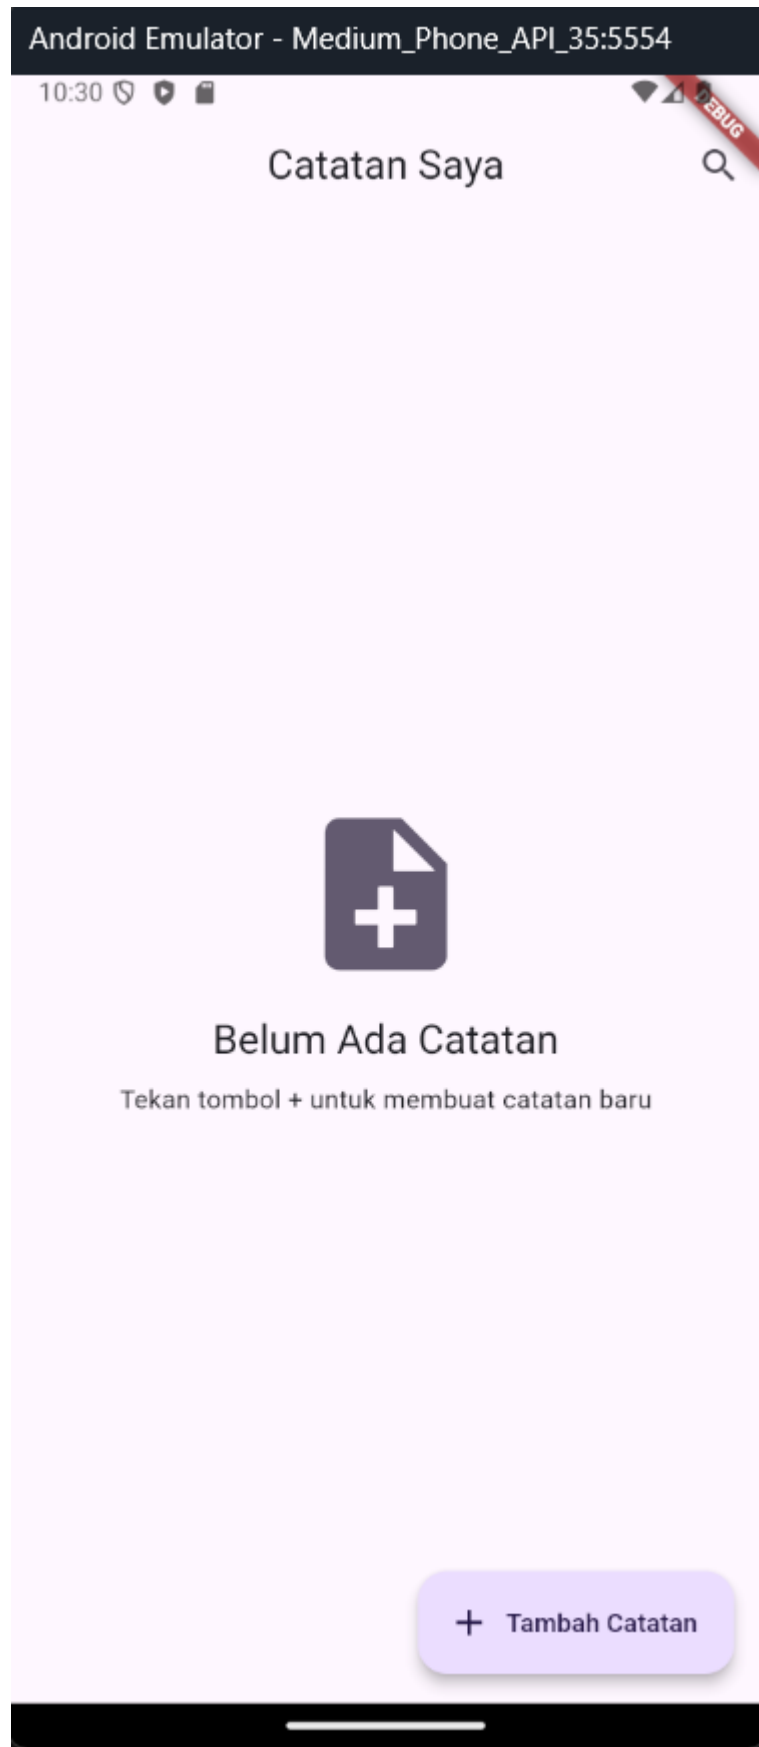 Android Emulator - Medium_Phone_API_35:5554
10:30
DEBUG
Catatan Saya
Belum Ada Catatan
Tekan tombol + untuk membuat catatan baru
+ Tambah Catatan